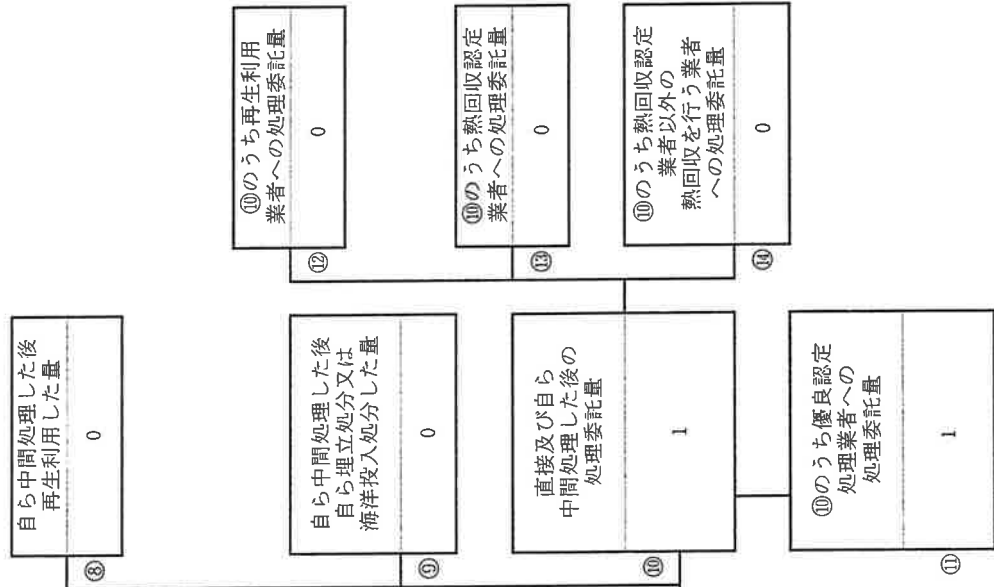 ⑧
自ら中間処理した後
再生利用した量
0
⑨
自ら中間処理した後
自ら埋立処分又は
海洋投入処分した量
0
⑩
直接及び自ら
中間処理した後の
処理委託量
1
⑪
⑩のうち優良認定
処理業者への
処理委託量
1
⑫
⑩のうち再生利用
業者への処理委託量
0
⑬
⑩のうち熱回収認定
業者への処理委託量
0
⑭
⑩のうち熱回収認定
業者以外の
熱回収を行う業者
への処理委託量
0